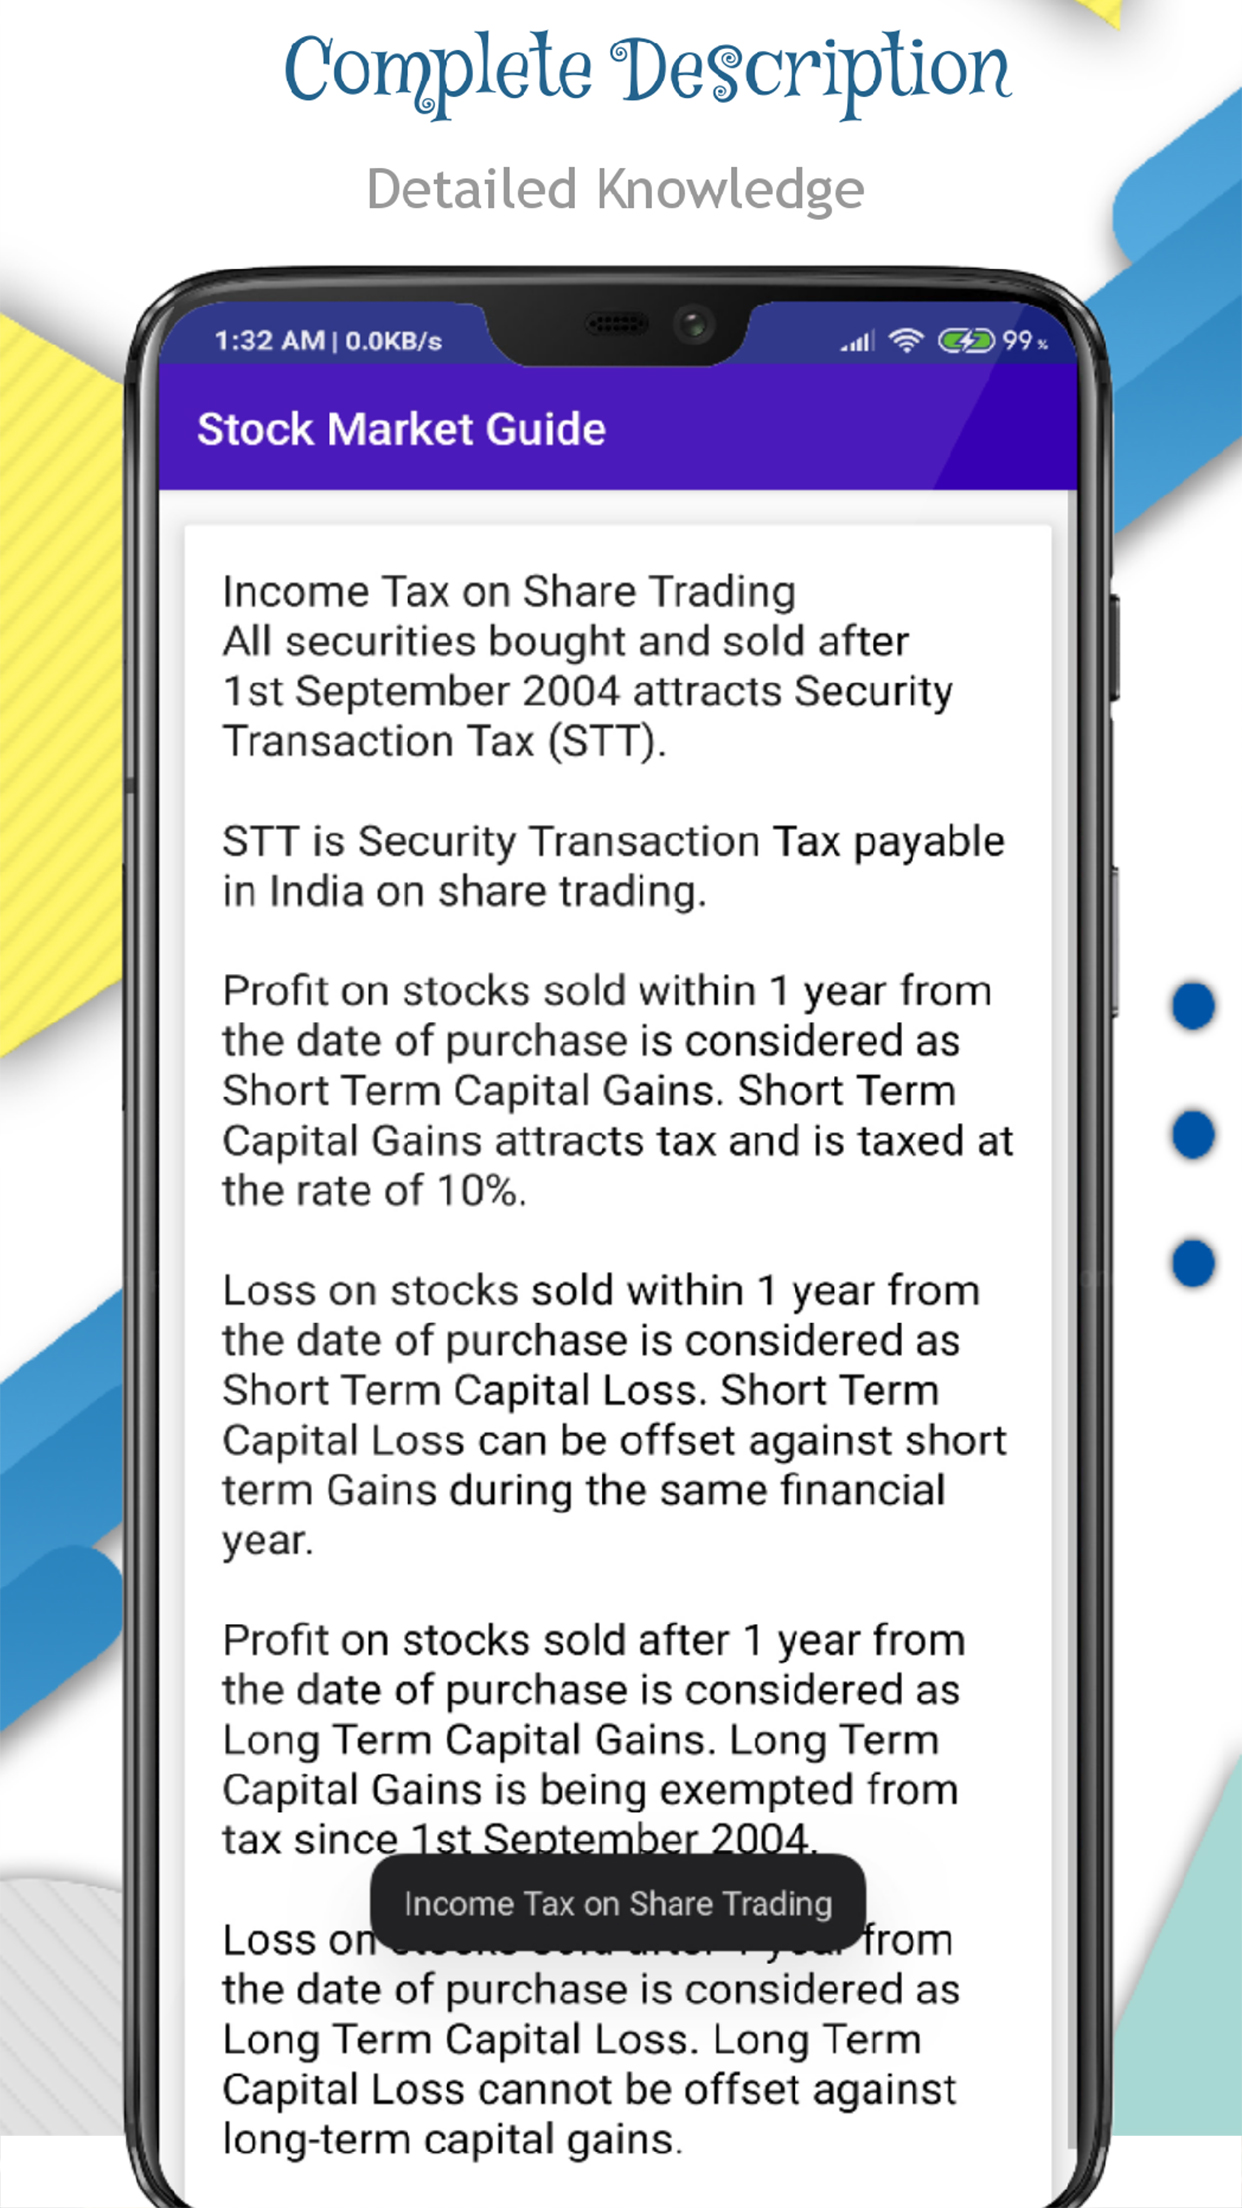 Complete Description
Detailed Knowledge
1:32 AM | 0.0KB/s
99 %
Stock Market Guide
Income Tax on Share Trading
All securities bought and sold after
1st September 2004 attracts Security
Transaction Tax (STT).
STT is Security Transaction Tax payable
in India on share trading.
Profit on stocks sold within 1 year from
the date of purchase is considered as
Short Term Capital Gains. Short Term
Capital Gains attracts tax and is taxed at
the rate of 10%.
Loss on stocks sold within 1 year from
the date of purchase is considered as
Short Term Capital Loss. Short Term
Capital Loss can be offset against short
term Gains during the same financial
year.
Profit on stocks sold after 1 year from
the date of purchase is considered as
Long Term Capital Gains. Long Term
Capital Gains is being exempted from
tax since 1st September 2004.
Income Tax on Share Trading
Loss on from
the date of purchase is considered as
Long Term Capital Loss. Long Term
Capital Loss cannot be offset against
long-term capital gains.